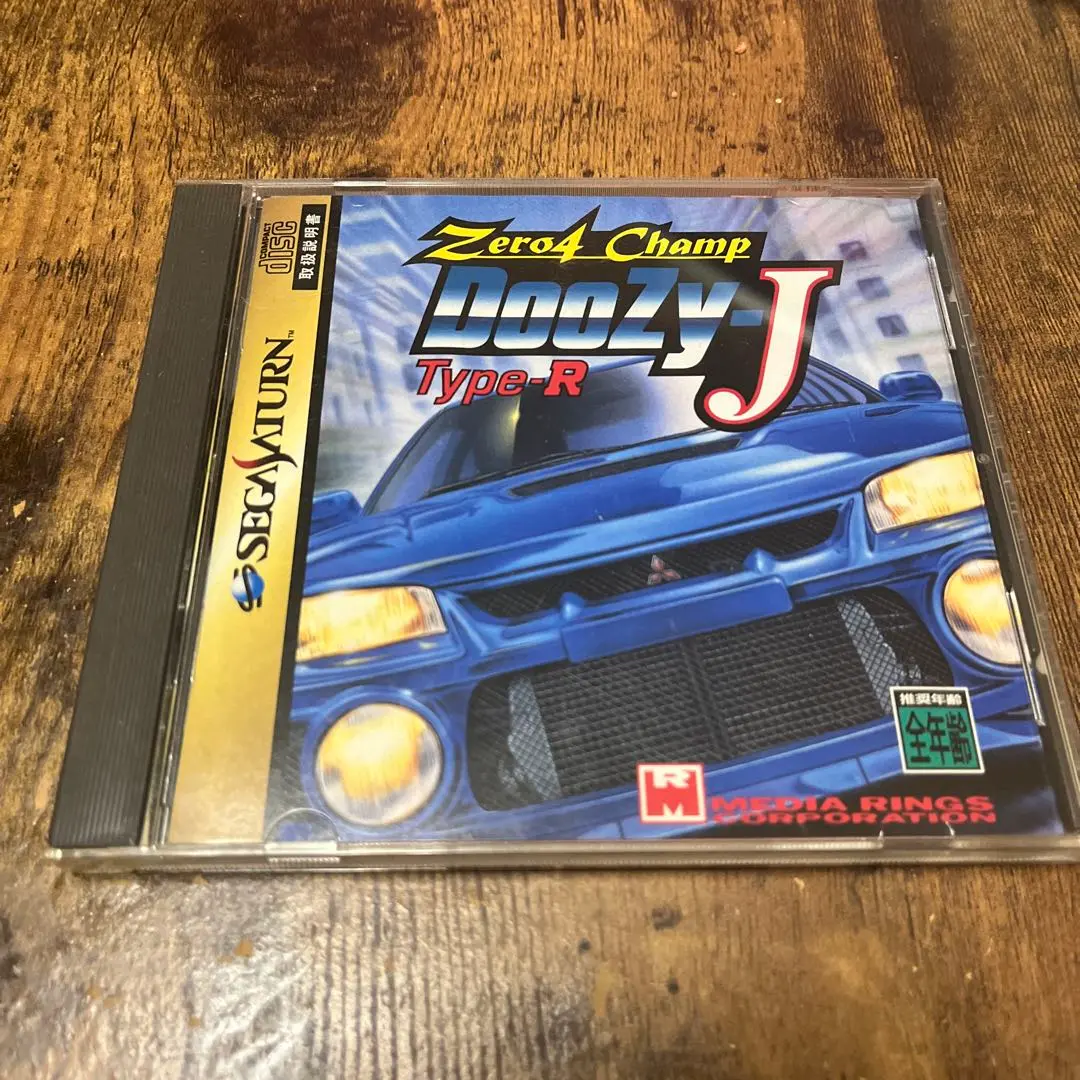 COMPACT
disc
取扱説明書
SEGA SATURN™
Zero4 Champ
DooZy-J
Type-R
推奨年齢
全年齢
RM
MEDIA RINGS
CORPORATION